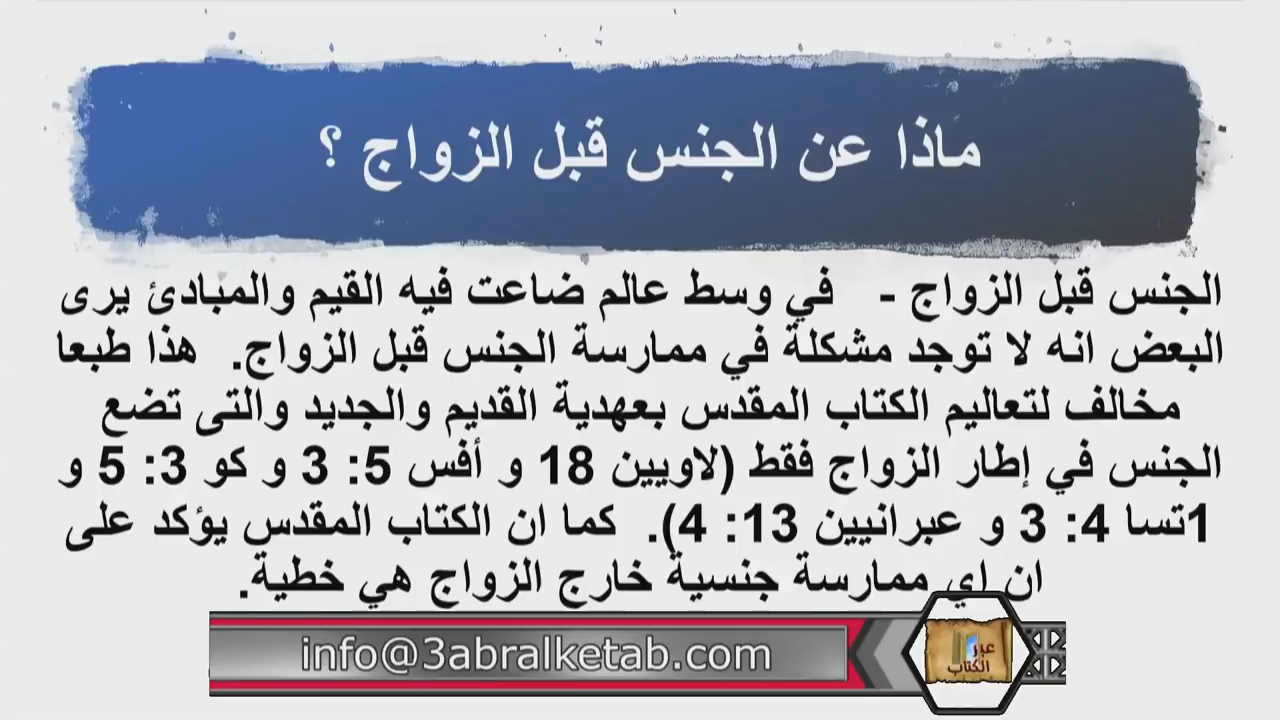 ماذا عن الجنس قبل الزواج ؟
الجنس قبل الزواج - في وسط عالم ضاعت فيه القيم والمبادئ يرى
البعض انه لا توجد مشكلة في ممارسة الجنس قبل الزواج. هذا طبعا
مخالف لتعاليم الكتاب المقدس بعهدية القديم والجديد والتى تضع
الجنس في إطار الزواج فقط (لاويين 18 و أفس 5: 3 و كو 3: 5 و
1تسا 4: 3 و عبرانيين 13: 4). كما ان الكتاب المقدس يؤكد على
ان اي ممارسة جنسية خارج الزواج هي خطية.
info@3abralketab.com
عبر
الكتاب